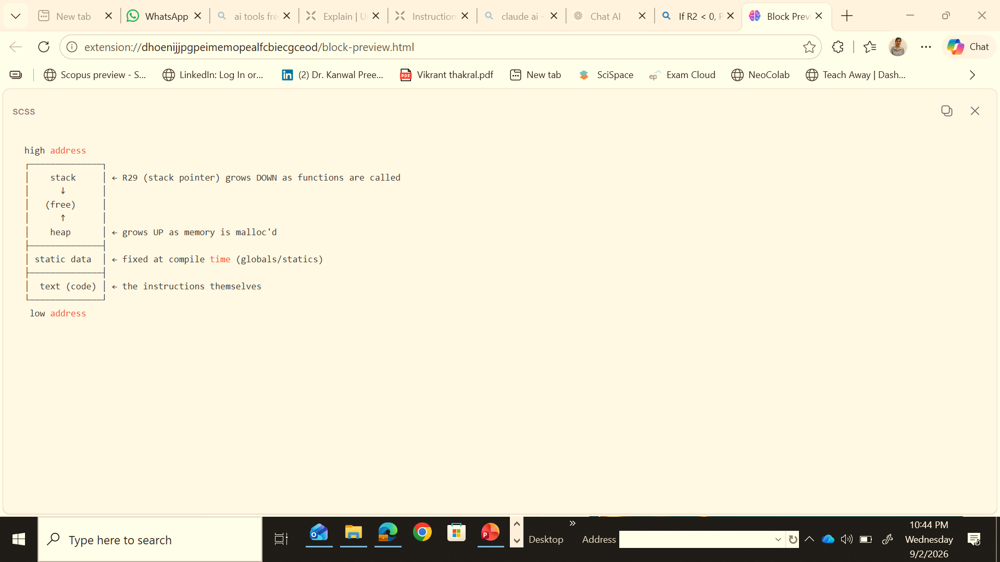 New tab
WhatsApp
ai tools fre
Explain | Us
Instruction
claude ai -
Chat AI
If R2 < 0, P
Block Previ
extension://dhoenijjpgpeimemopealfcbiecgceod/block-preview.html
Chat
Scopus preview - S...
LinkedIn: Log In or...
(2) Dr. Kanwal Pree...
Vikrant thakral.pdf
New tab
SciSpace
Exam Cloud
NeoColab
Teach Away | Dash...
scss
high address
stack ← R29 (stack pointer) grows DOWN as functions are called
↓
(free)
↑
heap ← grows UP as memory is malloc'd
static data ← fixed at compile time (globals/statics)
text (code) ← the instructions themselves
low address
Type here to search
Desktop
Address
10:44 PM
Wednesday
9/2/2026